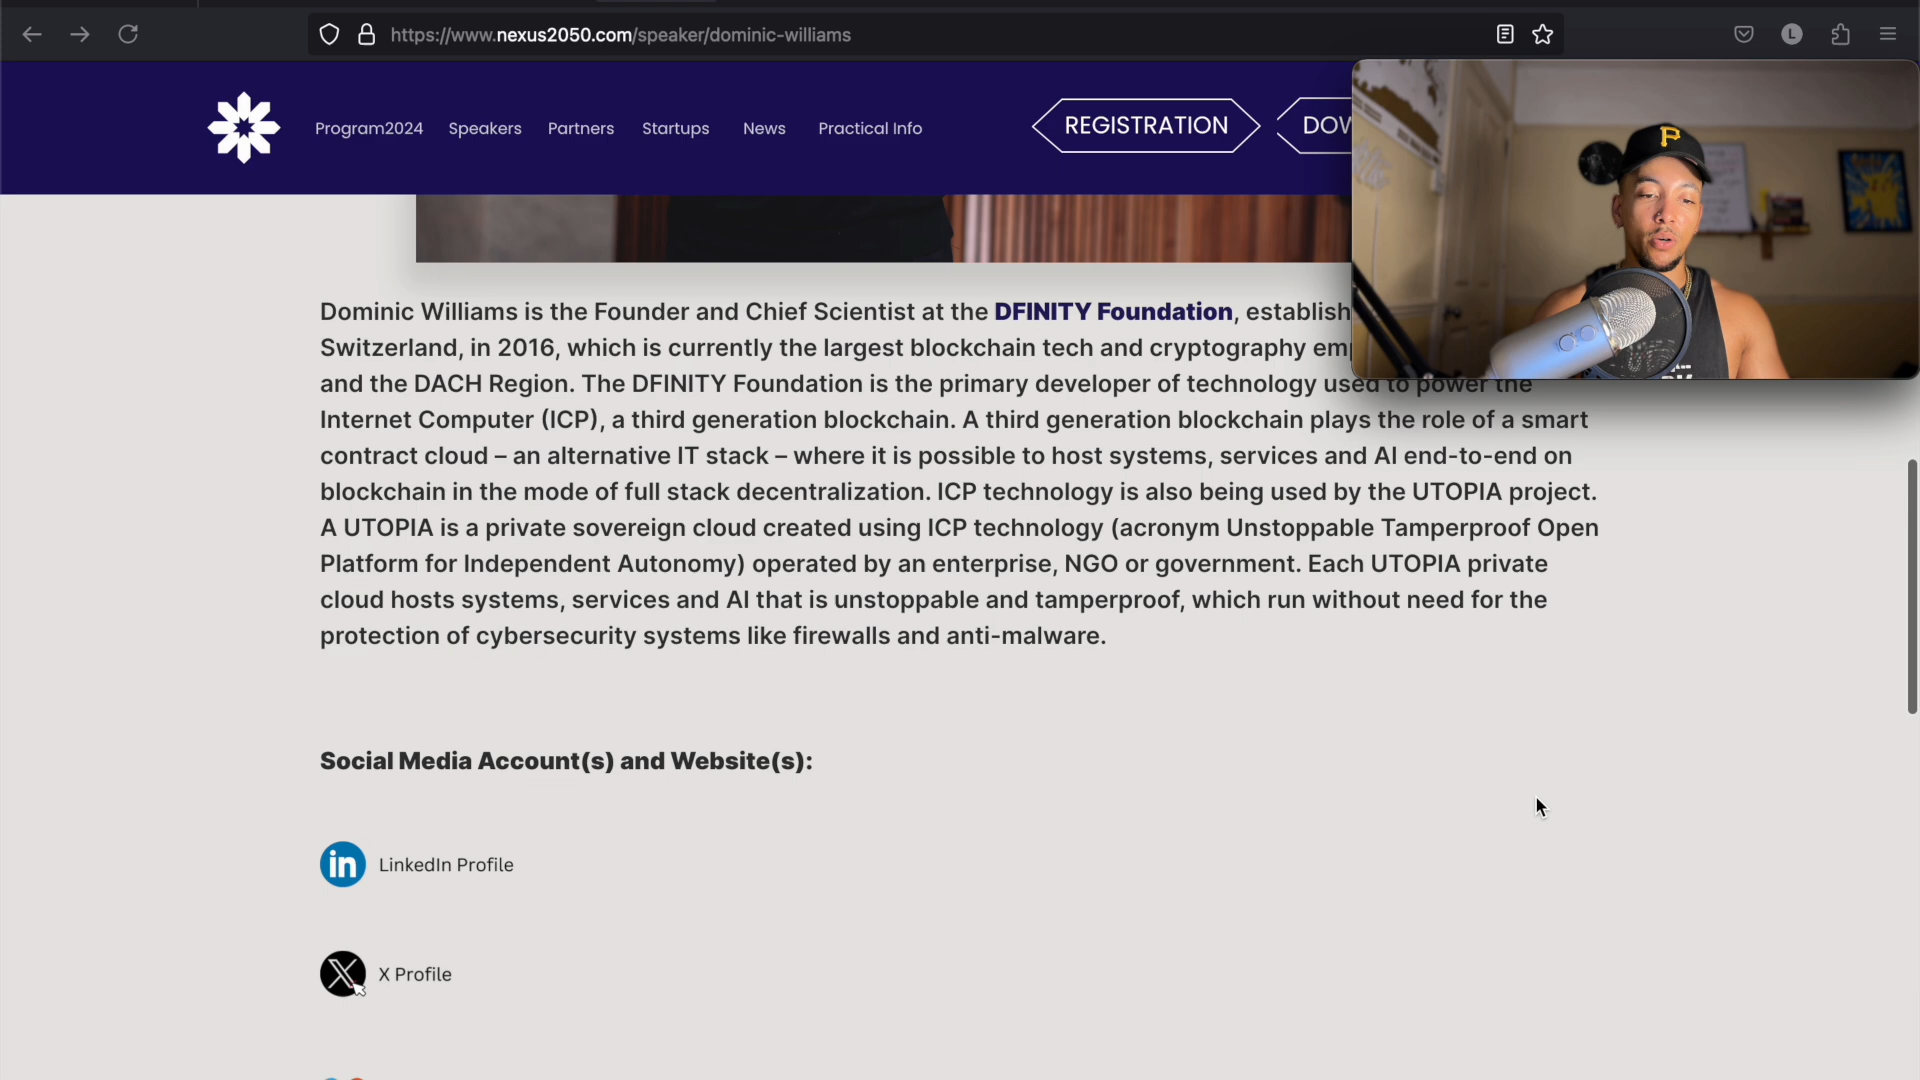 https://www.nexus2050.com/speaker/dominic-williams
L
Program2024 Speakers Partners Startups News Practical Info
REGISTRATION
P
Dominic Williams is the Founder and Chief Scientist at the DFINITY Foundation,
Switzerland, in 2016, which is currently the largest blockchain tech and cryptography
and the DACH Region. The DFINITY Foundation is the primary developer of technology used to power the
Internet Computer (ICP), a third generation blockchain. A third generation blockchain plays the role of a smart
contract cloud – an alternative IT stack – where it is possible to host systems, services and AI end-to-end on
blockchain in the mode of full stack decentralization. ICP technology is also being used by the UTOPIA project.
A UTOPIA is a private sovereign cloud created using ICP technology (acronym Unstoppable Tamperproof Open
Platform for Independent Autonomy) operated by an enterprise, NGO or government. Each UTOPIA private
cloud hosts systems, services and AI that is unstoppable and tamperproof, which run without need for the
protection of cybersecurity systems like firewalls and anti-malware.
Social Media Account(s) and Website(s):
in LinkedIn Profile
X X Profile